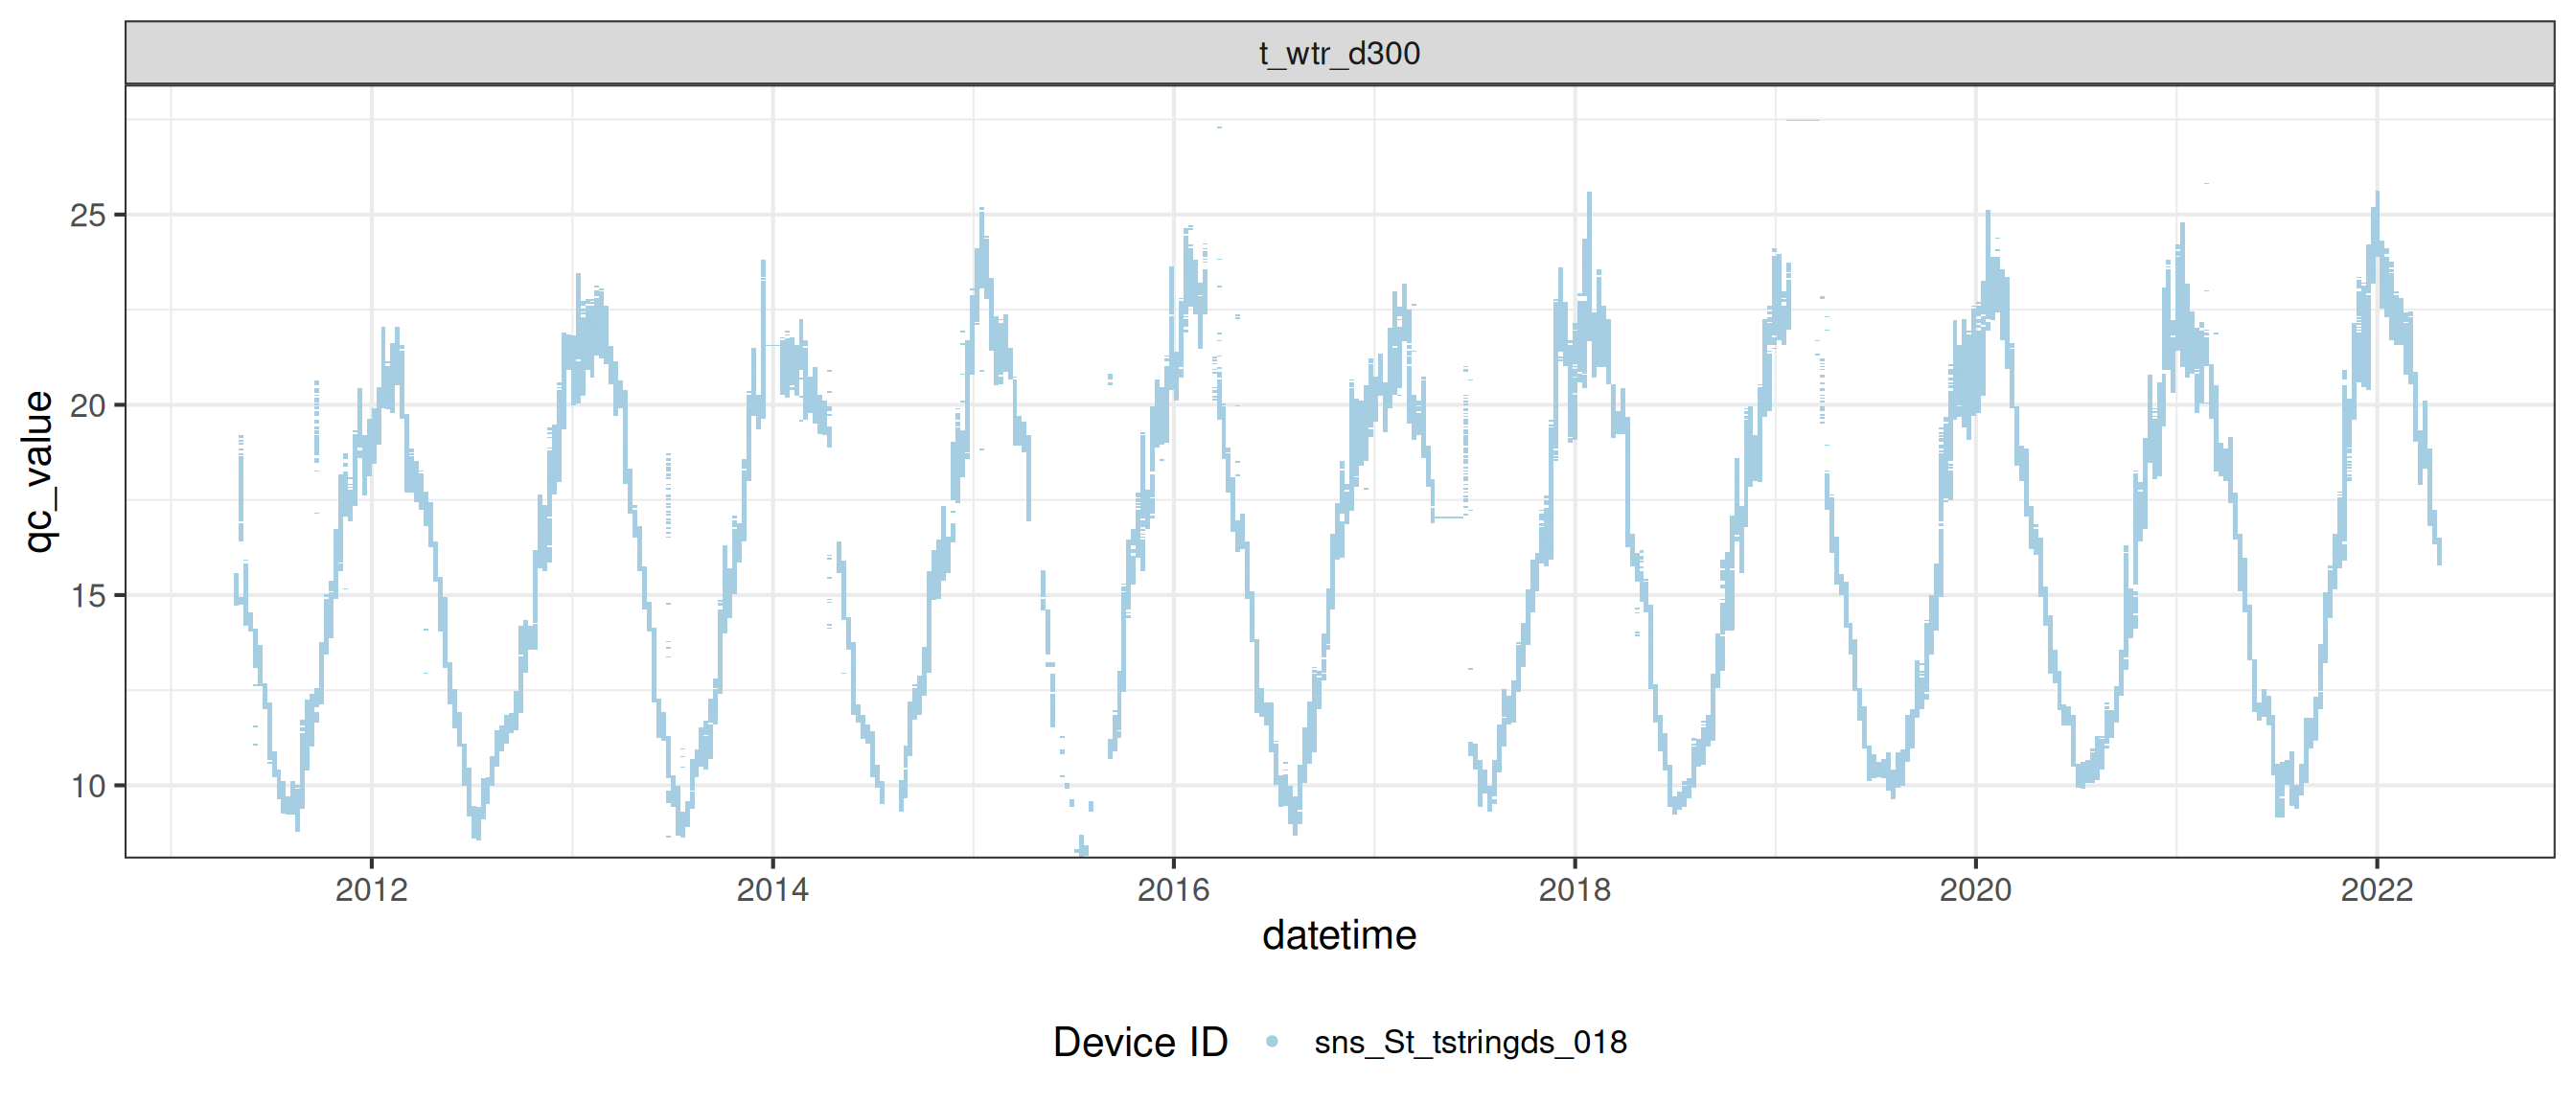 t_wtr_d300
qc_value
25
20
15
10
2012 2014 2016 2018 2020 2022
datetime
Device ID sns_St_tstringds_018